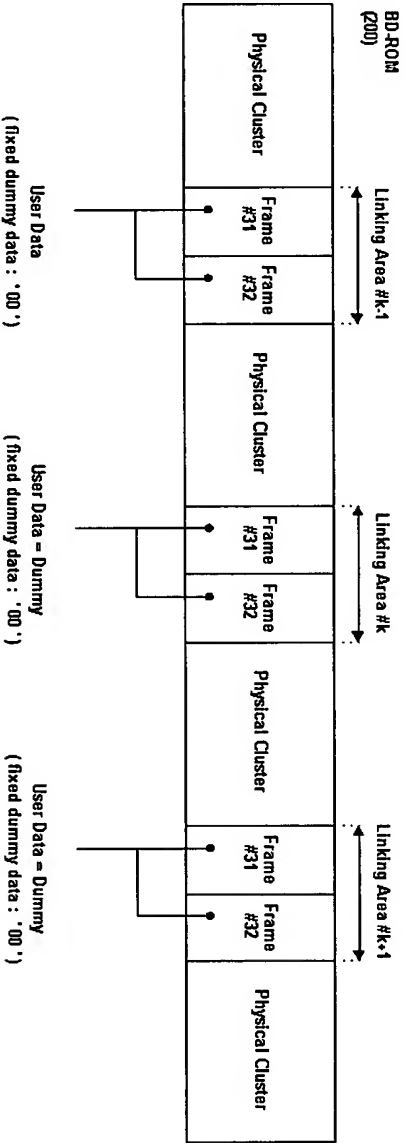 BD-ROM
(200)
Linking Area #k-1
Linking Area #k
Linking Area #k+1
Physical Cluster
Frame
#31
Frame
#32
Physical Cluster
Frame
#31
Frame
#32
Physical Cluster
Frame
#31
Frame
#32
Physical Cluster
User Data
(fixed dummy data : '00')
User Data = Dummy
(fixed dummy data : '00')
User Data = Dummy
(fixed dummy data : '00')